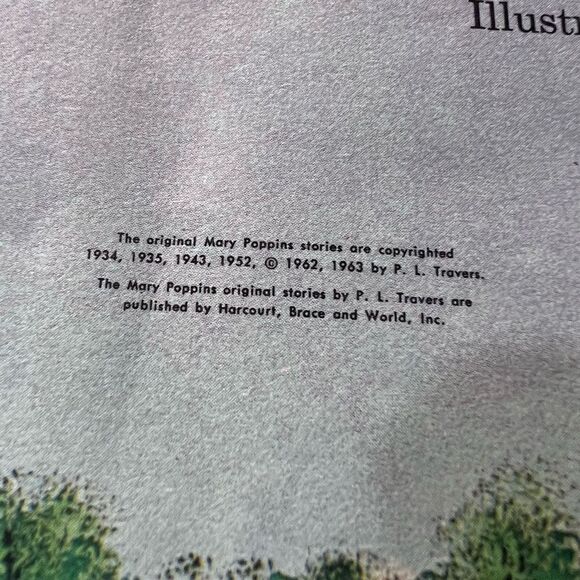 The original Mary Poppins stories are copyrighted
1934, 1935, 1943, 1952, © 1962, 1963 by P. L. Travers.
The Mary Poppins original stories by P. L. Travers are
published by Harcourt, Brace and World, Inc.